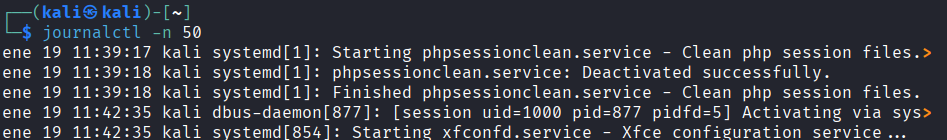 ┌──(kali㉿kali)-[~]
└─$ journalctl -n 50
ene 19 11:39:17 kali systemd[1]: Starting phpsessionclean.service - Clean php session files.>
ene 19 11:39:18 kali systemd[1]: phpsessionclean.service: Deactivated successfully.
ene 19 11:39:18 kali systemd[1]: Finished phpsessionclean.service - Clean php session files.
ene 19 11:42:35 kali dbus-daemon[877]: [session uid=1000 pid=877 pidfd=5] Activating via sys>
ene 19 11:42:35 kali systemd[854]: Starting xfconfd.service - Xfce configuration service...